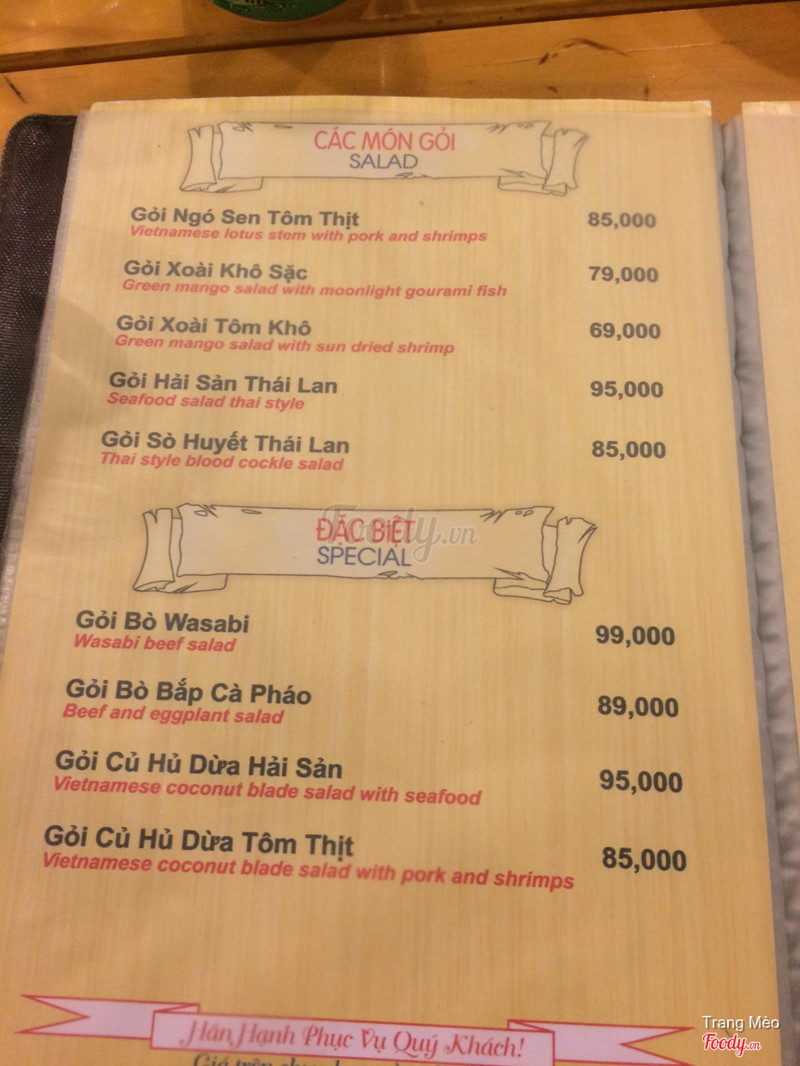 CÁC MÓN GỎI
SALAD
Gỏi Ngó Sen Tôm Thịt 85,000
Vietnamese lotus stem with pork and shrimps
Gỏi Xoài Khô Sặc 79,000
Green mango salad with moonlight gourami fish
Gỏi Xoài Tôm Khô 69,000
Green mango salad with sun dried shrimp
Gỏi Hải Sản Thái Lan 95,000
Seafood salad thai style
Gỏi Sò Huyết Thái Lan 85,000
Thai style blood cockle salad
Foody.vn
ĐẶC BIỆT
SPECIAL
Gỏi Bò Wasabi 99,000
Wasabi beef salad
Gỏi Bò Bắp Cà Pháo 89,000
Beef and eggplant salad
Gỏi Củ Hủ Dừa Hải Sản 95,000
Vietnamese coconut blade salad with seafood
Gỏi Củ Hủ Dừa Tôm Thịt 85,000
Vietnamese coconut blade salad with pork and shrimps
Hân Hạnh Phục Vụ Quý Khách!
Giá trên
Trang Mèo
Foody.vn